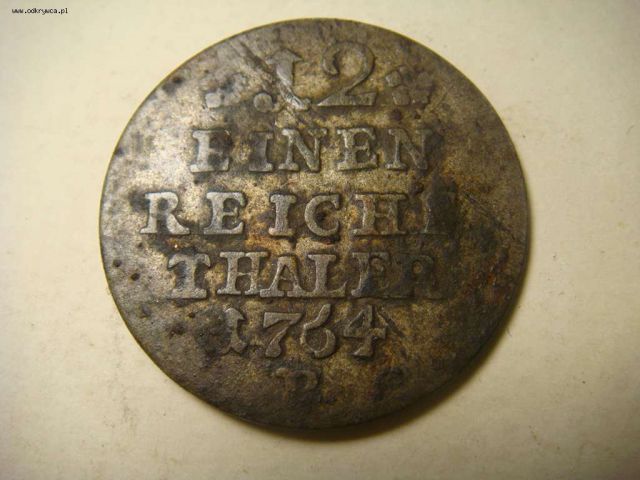 www.odkrywca.pl
12
EINEN
REICHS
THALER
1764